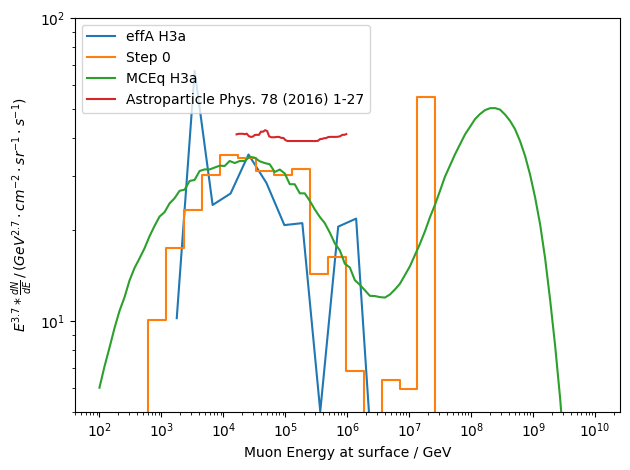 10²
effA H3a
Step 0
MCEq H3a
Astroparticle Phys. 78 (2016) 1-27
E^3.7 * dN/dE / (GeV^2.7 · cm^−2 · sr^−1 · s^−1)
10¹
10² 10³ 10⁴ 10⁵ 10⁶ 10⁷ 10⁸ 10⁹ 10¹⁰
Muon Energy at surface / GeV